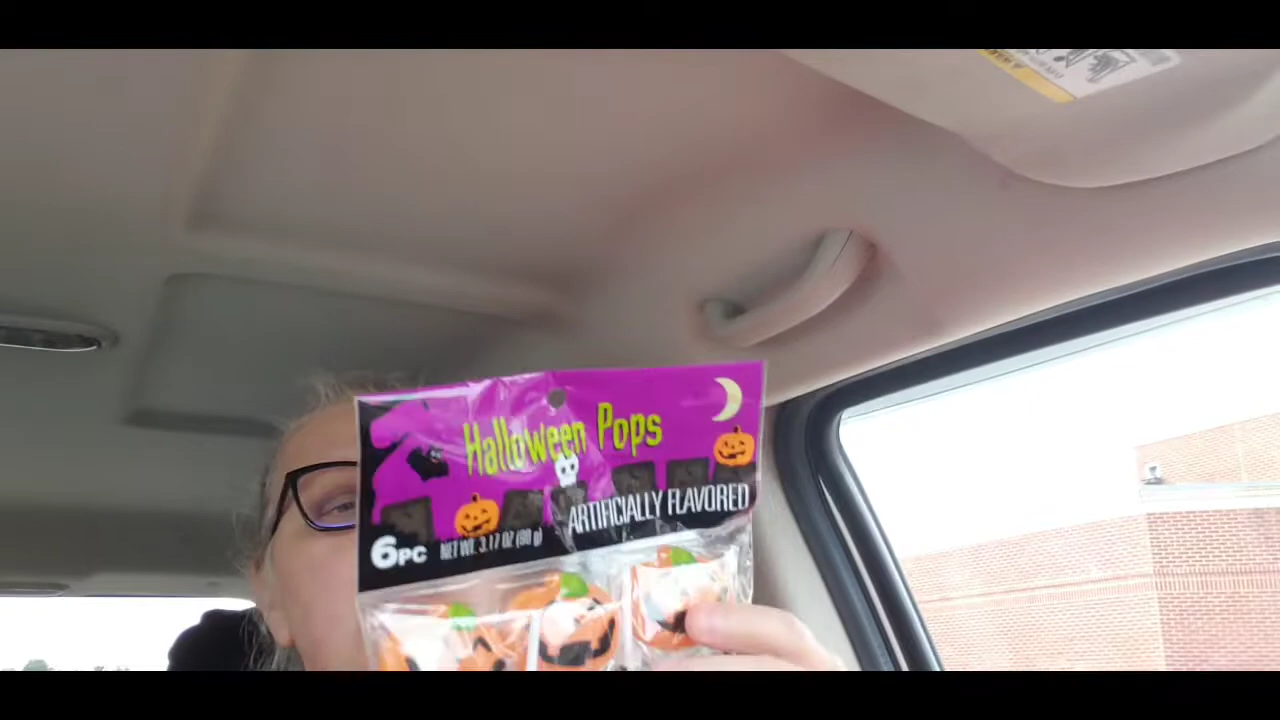 Halloween Pops
ARTIFICIALLY FLAVORED
6PC NET WT. 3.17 OZ (90 g)